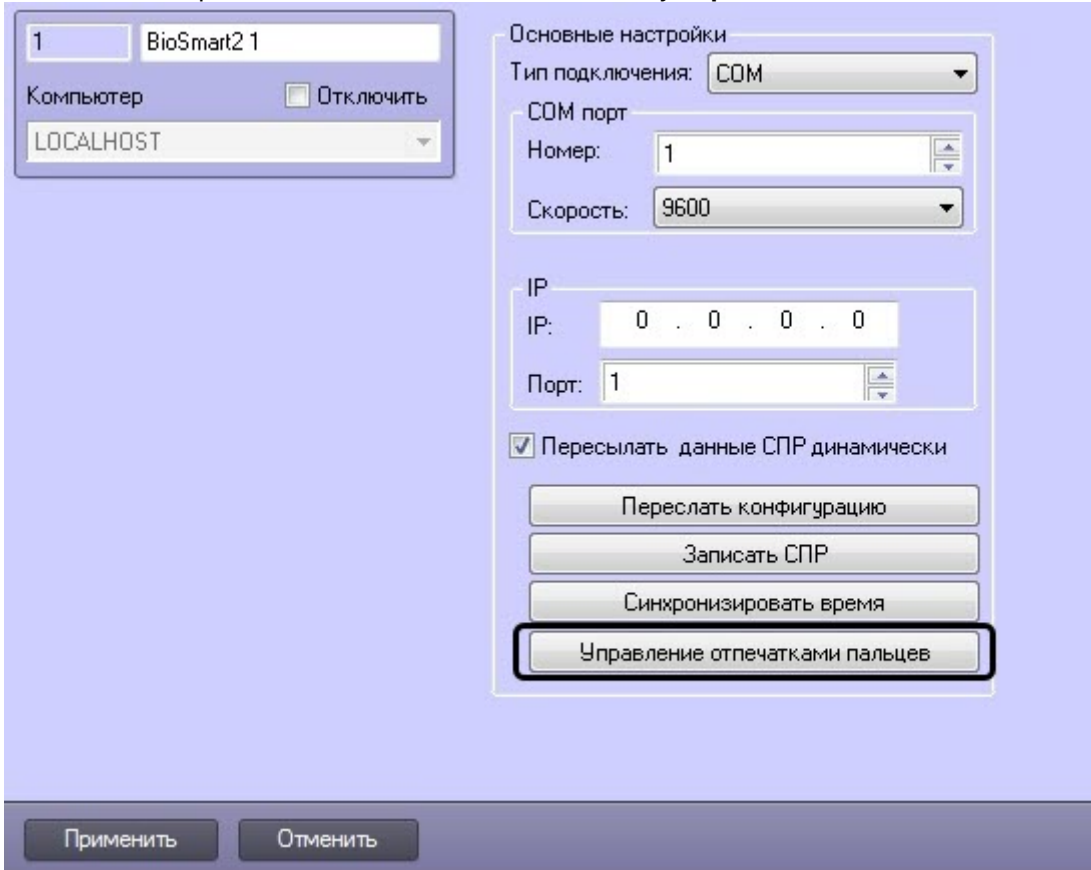 1
BioSmart2 1
Компьютер
Отключить
LOCALHOST
Основные настройки
Тип подключения: COM
COM порт
Номер: 1
Скорость: 9600
IP
IP: 0 . 0 . 0 . 0
Порт: 1
Пересылать данные СПР динамически
Переслать конфигурацию
Записать СПР
Синхронизировать время
Управление отпечатками пальцев
Применить
Отменить